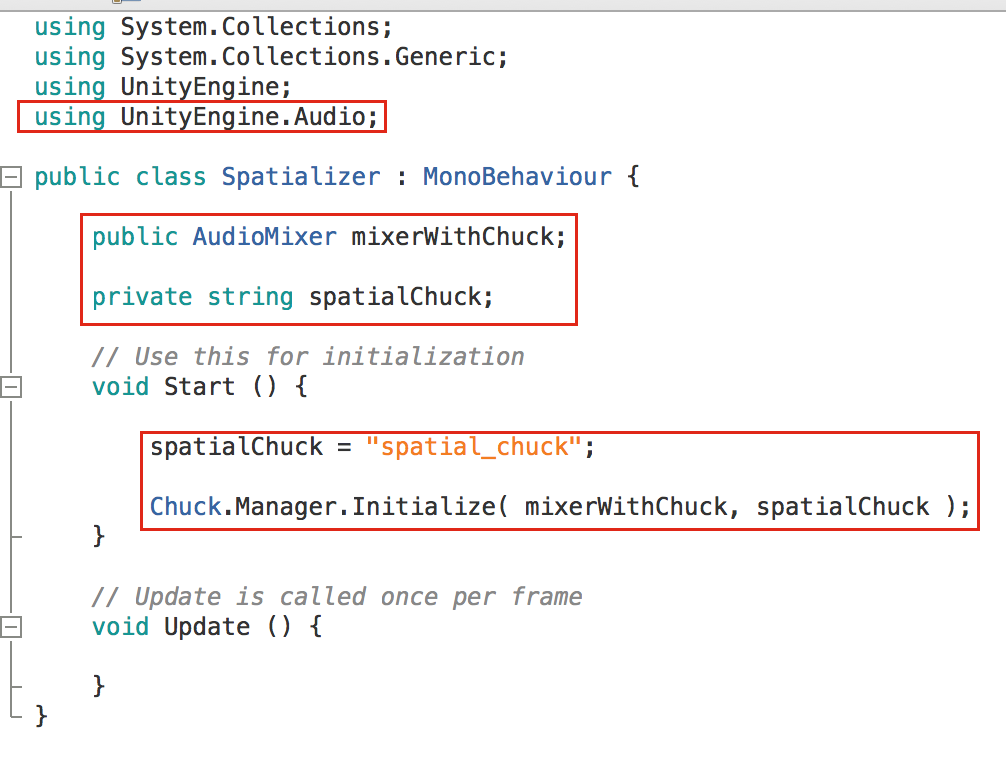 using System.Collections;
using System.Collections.Generic;
using UnityEngine;
using UnityEngine.Audio;
public class Spatializer : MonoBehaviour {
public AudioMixer mixerWithChuck;
private string spatialChuck;
// Use this for initialization
void Start () {
spatialChuck = "spatial_chuck";
Chuck.Manager.Initialize( mixerWithChuck, spatialChuck );
}
// Update is called once per frame
void Update () {
}
}